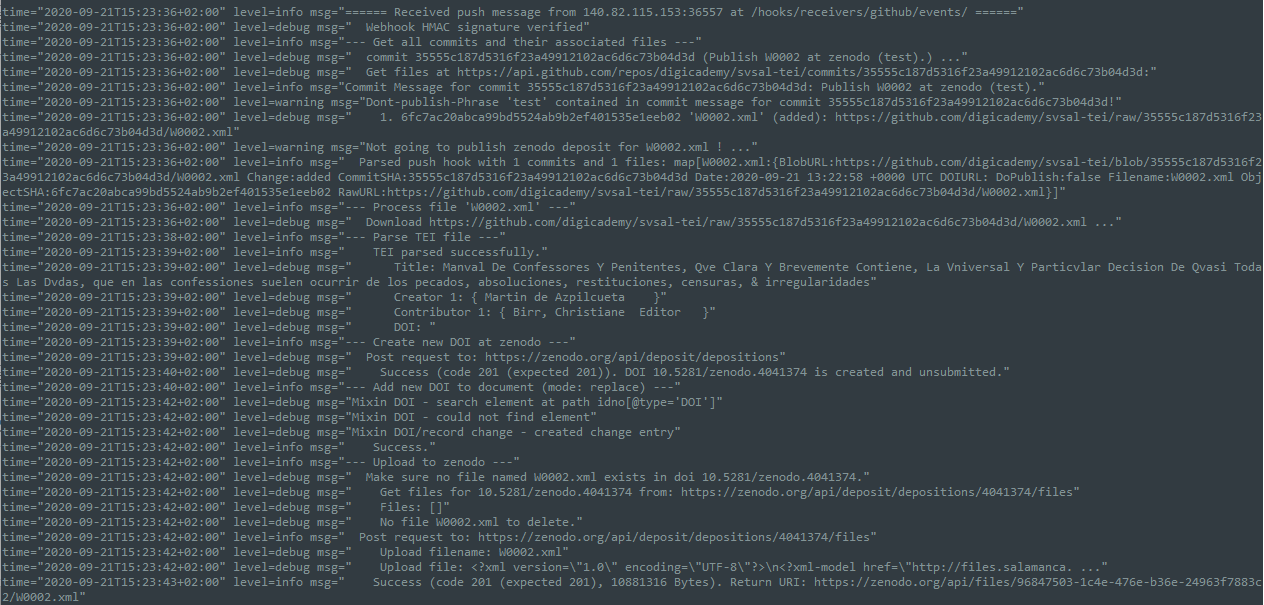 time="2020-09-21T15:23:36+02:00" level=info msg="====== Received push message from 140.82.115.153:36557 at /hooks/receivers/github/events/ ======"
time="2020-09-21T15:23:36+02:00" level=debug msg="  Webhook HMAC signature verified"
time="2020-09-21T15:23:36+02:00" level=info msg="--- Get all commits and their associated files ---"
time="2020-09-21T15:23:36+02:00" level=debug msg="  commit 35555c187d5316f23a49912102ac6d6c73b04d3d (Publish W0002 at zenodo (test).) ..."
time="2020-09-21T15:23:36+02:00" level=debug msg="  Get files at https://api.github.com/repos/digicademy/svsal-tei/commits/35555c187d5316f23a49912102ac6d6c73b04d3d:"
time="2020-09-21T15:23:36+02:00" level=info msg="Commit Message for commit 35555c187d5316f23a49912102ac6d6c73b04d3d: Publish W0002 at zenodo (test)."
time="2020-09-21T15:23:36+02:00" level=warning msg="Dont-publish-Phrase 'test' contained in commit message for commit 35555c187d5316f23a49912102ac6d6c73b04d3d!"
time="2020-09-21T15:23:36+02:00" level=debug msg="    1. 6fc7ac20abca99bd5524ab9b2ef401535e1eeb02 'W0002.xml' (added): https://github.com/digicademy/svsal-tei/raw/35555c187d5316f23
a49912102ac6d6c73b04d3d/W0002.xml"
time="2020-09-21T15:23:36+02:00" level=warning msg="Not going to publish zenodo deposit for W0002.xml ! ..."
time="2020-09-21T15:23:36+02:00" level=info msg="  Parsed push hook with 1 commits and 1 files: map[W0002.xml:{BlobURL:https://github.com/digicademy/svsal-tei/blob/35555c187d5316f2
3a49912102ac6d6c73b04d3d/W0002.xml Change:added CommitSHA:35555c187d5316f23a49912102ac6d6c73b04d3d Date:2020-09-21 13:22:58 +0000 UTC DOIURL: DoPublish:false Filename:W0002.xml Obj
ectSHA:6fc7ac20abca99bd5524ab9b2ef401535e1eeb02 RawURL:https://github.com/digicademy/svsal-tei/raw/35555c187d5316f23a49912102ac6d6c73b04d3d/W0002.xml}]"
time="2020-09-21T15:23:36+02:00" level=info msg="--- Process file 'W0002.xml' ---"
time="2020-09-21T15:23:36+02:00" level=debug msg="  Download https://github.com/digicademy/svsal-tei/raw/35555c187d5316f23a49912102ac6d6c73b04d3d/W0002.xml ..."
time="2020-09-21T15:23:38+02:00" level=info msg="--- Parse TEI file ---"
time="2020-09-21T15:23:39+02:00" level=info msg="    TEI parsed successfully."
time="2020-09-21T15:23:39+02:00" level=debug msg="      Title: Manval De Confessores Y Penitentes, Qve Clara Y Brevemente Contiene, La Vniversal Y Particvlar Decision De Qvasi Toda
s Las Dvdas, que en las confessiones suelen ocurrir de los pecados, absoluciones, restituciones, censuras, & irregularidades"
time="2020-09-21T15:23:39+02:00" level=debug msg="      Creator 1: { Martin de Azpilcueta    }"
time="2020-09-21T15:23:39+02:00" level=debug msg="      Contributor 1: { Birr, Christiane  Editor   }"
time="2020-09-21T15:23:39+02:00" level=debug msg="      DOI: "
time="2020-09-21T15:23:39+02:00" level=info msg="--- Create new DOI at zenodo ---"
time="2020-09-21T15:23:39+02:00" level=debug msg="  Post request to: https://zenodo.org/api/deposit/depositions"
time="2020-09-21T15:23:40+02:00" level=debug msg="    Success (code 201 (expected 201)). DOI 10.5281/zenodo.4041374 is created and unsubmitted."
time="2020-09-21T15:23:40+02:00" level=info msg="--- Add new DOI to document (mode: replace) ---"
time="2020-09-21T15:23:42+02:00" level=debug msg="Mixin DOI - search element at path idno[@type='DOI']"
time="2020-09-21T15:23:42+02:00" level=debug msg="Mixin DOI - could not find element"
time="2020-09-21T15:23:42+02:00" level=debug msg="Mixin DOI/record change - created change entry"
time="2020-09-21T15:23:42+02:00" level=info msg="    Success."
time="2020-09-21T15:23:42+02:00" level=info msg="--- Upload to zenodo ---"
time="2020-09-21T15:23:42+02:00" level=debug msg="  Make sure no file named W0002.xml exists in doi 10.5281/zenodo.4041374."
time="2020-09-21T15:23:42+02:00" level=debug msg="    Get files for 10.5281/zenodo.4041374 from: https://zenodo.org/api/deposit/depositions/4041374/files"
time="2020-09-21T15:23:42+02:00" level=debug msg="    Files: []"
time="2020-09-21T15:23:42+02:00" level=debug msg="    No file W0002.xml to delete."
time="2020-09-21T15:23:42+02:00" level=info msg="  Post request to: https://zenodo.org/api/deposit/depositions/4041374/files"
time="2020-09-21T15:23:42+02:00" level=debug msg="    Upload filename: W0002.xml"
time="2020-09-21T15:23:42+02:00" level=debug msg="    Upload file: <?xml version=\"1.0\" encoding=\"UTF-8\"?>\n<?xml-model href=\"http://files.salamanca. ..."
time="2020-09-21T15:23:43+02:00" level=info msg="    Success (code 201 (expected 201), 10881316 Bytes). Return URI: https://zenodo.org/api/files/96847503-1c4e-476e-b36e-24963f7883c
2/W0002.xml"